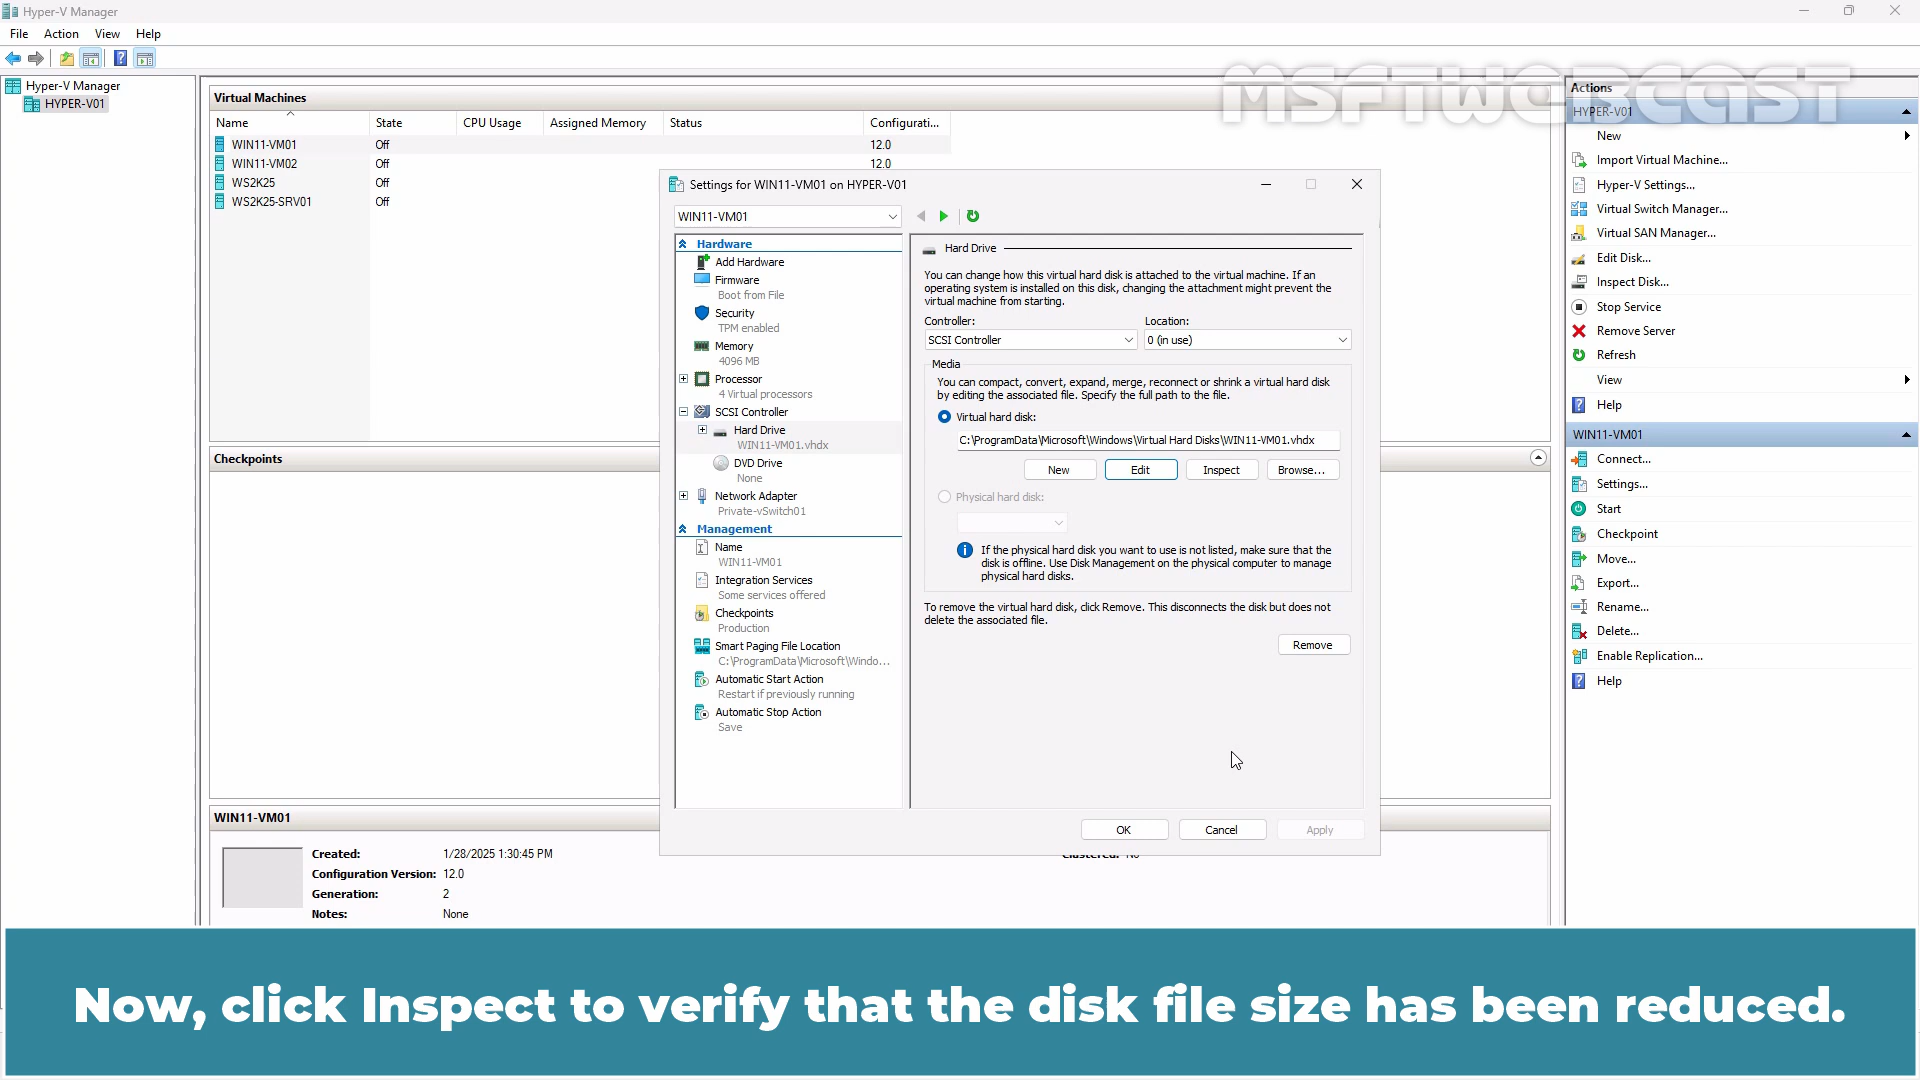 Hyper-V Manager
File Action View Help
Hyper-V Manager
HYPER-V01
Virtual Machines
Name State CPU Usage Assigned Memory Status Configurati...
WIN11-VM01 Off 12.0
WIN11-VM02 Off 12.0
WS2K25 Off
WS2K25-SRV01 Off
Checkpoints
WIN11-VM01
Created: 1/28/2025 1:30:45 PM
Configuration Version: 12.0
Generation: 2
Notes: None
Clustered: No
Settings for WIN11-VM01 on HYPER-V01
WIN11-VM01
Hardware
Add Hardware
Firmware
Boot from File
Security
TPM enabled
Memory
4096 MB
Processor
4 Virtual processors
SCSI Controller
Hard Drive
WIN11-VM01.vhdx
DVD Drive
None
Network Adapter
Private-vSwitch01
Management
Name
WIN11-VM01
Integration Services
Some services offered
Checkpoints
Production
Smart Paging File Location
C:\ProgramData\Microsoft\Windo...
Automatic Start Action
Restart if previously running
Automatic Stop Action
Save
Hard Drive
You can change how this virtual hard disk is attached to the virtual machine. If an
operating system is installed on this disk, changing the attachment might prevent the
virtual machine from starting.
Controller: Location:
SCSI Controller 0 (in use)
Media
You can compact, convert, expand, merge, reconnect or shrink a virtual hard disk
by editing the associated file. Specify the full path to the file.
Virtual hard disk:
C:\ProgramData\Microsoft\Windows\Virtual Hard Disks\WIN11-VM01.vhdx
New Edit Inspect Browse...
Physical hard disk:
If the physical hard disk you want to use is not listed, make sure that the
disk is offline. Use Disk Management on the physical computer to manage
physical hard disks.
To remove the virtual hard disk, click Remove. This disconnects the disk but does not
delete the associated file.
Remove
OK Cancel Apply
MSFTWEBCAST
Actions
HYPER-V01
New
Import Virtual Machine...
Hyper-V Settings...
Virtual Switch Manager...
Virtual SAN Manager...
Edit Disk...
Inspect Disk...
Stop Service
Remove Server
Refresh
View
Help
WIN11-VM01
Connect...
Settings...
Start
Checkpoint
Move...
Export...
Rename...
Delete...
Enable Replication...
Help
Now, click Inspect to verify that the disk file size has been reduced.